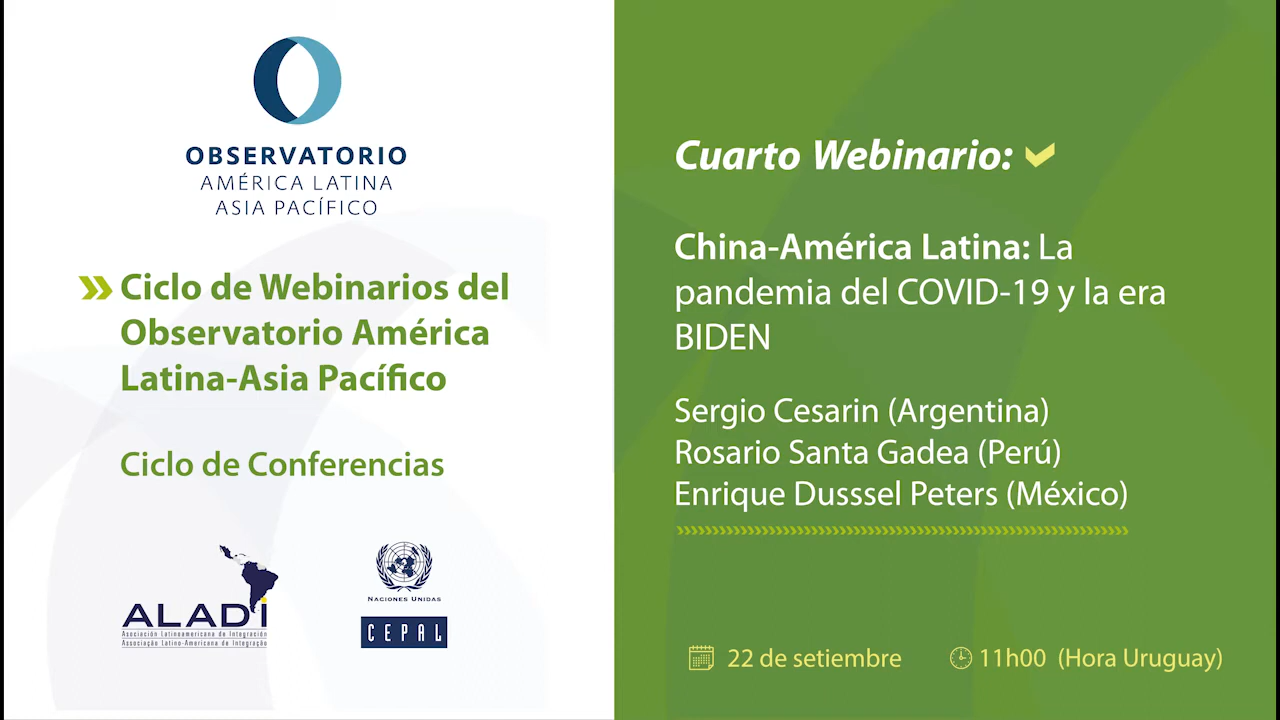 OBSERVATORIO
AMÉRICA LATINA
ASIA PACÍFICO
Ciclo de Webinarios del
Observatorio América
Latina-Asia Pacífico
Ciclo de Conferencias
ALADI
Asociación Latinoamericana de Integración
Associação Latino-Americana de Integração
NACIONES UNIDAS
CEPAL
Cuarto Webinario:
China-América Latina: La
pandemia del COVID-19 y la era
BIDEN
Sergio Cesarin (Argentina)
Rosario Santa Gadea (Perú)
Enrique Dusssel Peters (México)
22 de setiembre
11h00 (Hora Uruguay)